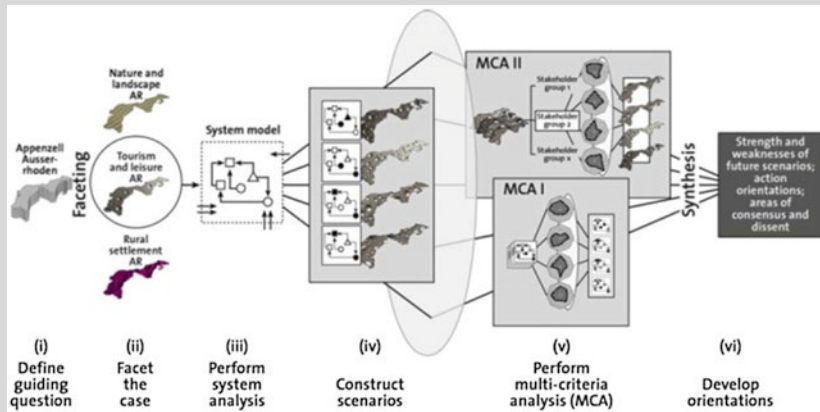 Nature and
landscape
AR
Appenzell
Ausser-
rhoden
Faceting
Tourism
and leisure
AR
Rural
settlement
AR
System model
MCA II
Stakeholder
group 1
Stakeholder
group 2
Stakeholder
group x
MCA I
Synthesis
Strength and
weaknesses of
future scenarios;
action
orientations;
areas of
consensus and
dissent
(i)
Define
guiding
question
(ii)
Facet
the
case
(iii)
Perform
system
analysis
(iv)
Construct
scenarios
(v)
Perform
multi-criteria
analysis (MCA)
(vi)
Develop
orientations